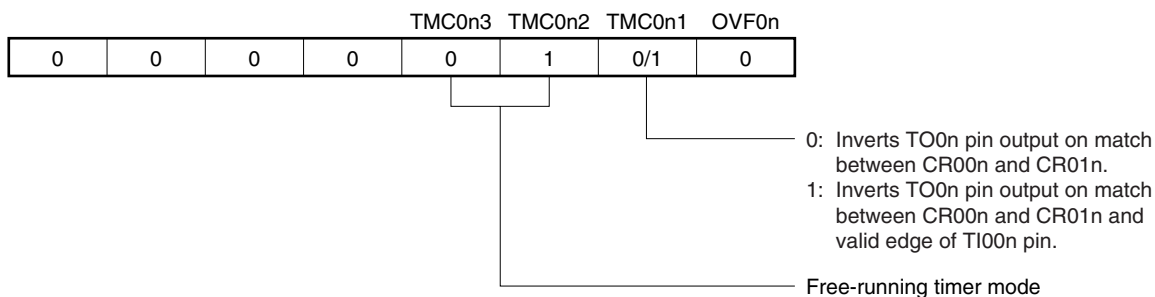 TMC0n3 TMC0n2 TMC0n1 OVF0n
0 0 0 0 0 1 0/1 0
0: Inverts TO0n pin output on match
between CR00n and CR01n.
1: Inverts TO0n pin output on match
between CR00n and CR01n and
valid edge of TI00n pin.
Free-running timer mode